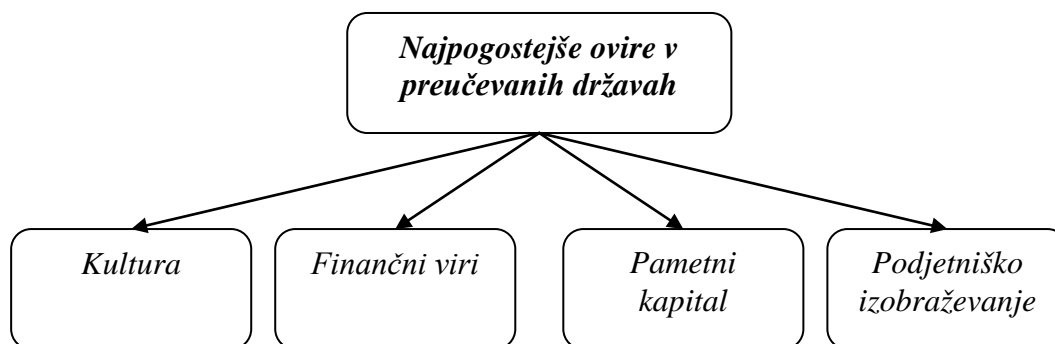 Najpogostejše ovire v
preučevanih državah
Kultura
Finančni viri
Pametni
kapital
Podjetniško
izobraževanje